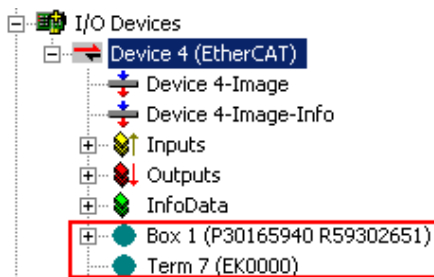 I/O Devices
Device 4 (EtherCAT)
Device 4-Image
Device 4-Image-Info
Inputs
Outputs
InfoData
Box 1 (P30165940 R59302651)
Term 7 (EK0000)